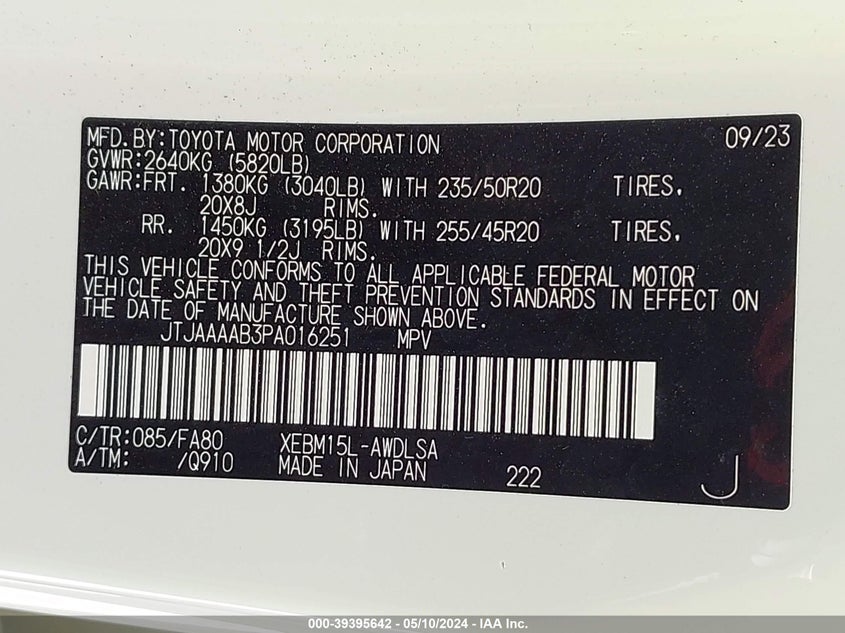 MFD.BY:TOYOTA MOTOR CORPORATION 09/23
GVWR:2640KG (5820LB)
GAWR:FRT. 1380KG (3040LB) WITH 235/50R20 TIRES,
20X8J RIMS.
RR. 1450KG (3195LB) WITH 255/45R20 TIRES,
20X9 1/2J RIMS.
THIS VEHICLE CONFORMS TO ALL APPLICABLE FEDERAL MOTOR
VEHICLE SAFETY AND THEFT PREVENTION STANDARDS IN EFFECT ON
THE DATE OF MANUFACTURE SHOWN ABOVE.
JTJAAAAB3PA016251 MPV
C/TR:085/FA80 XEBM15L-AWDLSA
A/TM: /Q910 MADE IN JAPAN 222 J
000-39395642 - 05/10/2024 - IAA Inc.